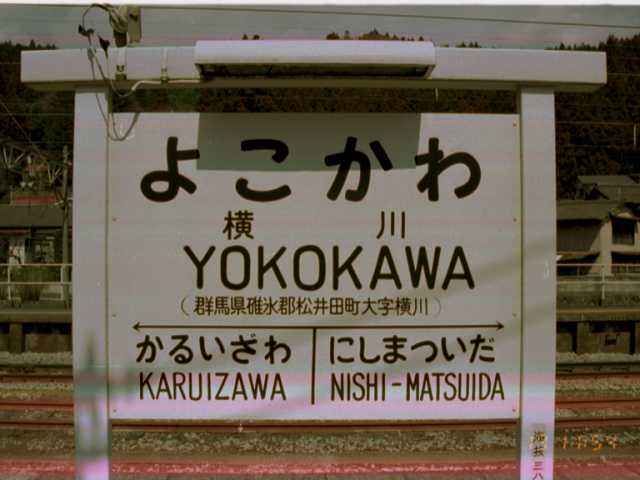 よこかわ
横川
YOKOKAWA
(群馬県碓氷郡松井田町大字横川)
かるいざわ にしまついだ
KARUIZAWA NISHI-MATSUIDA